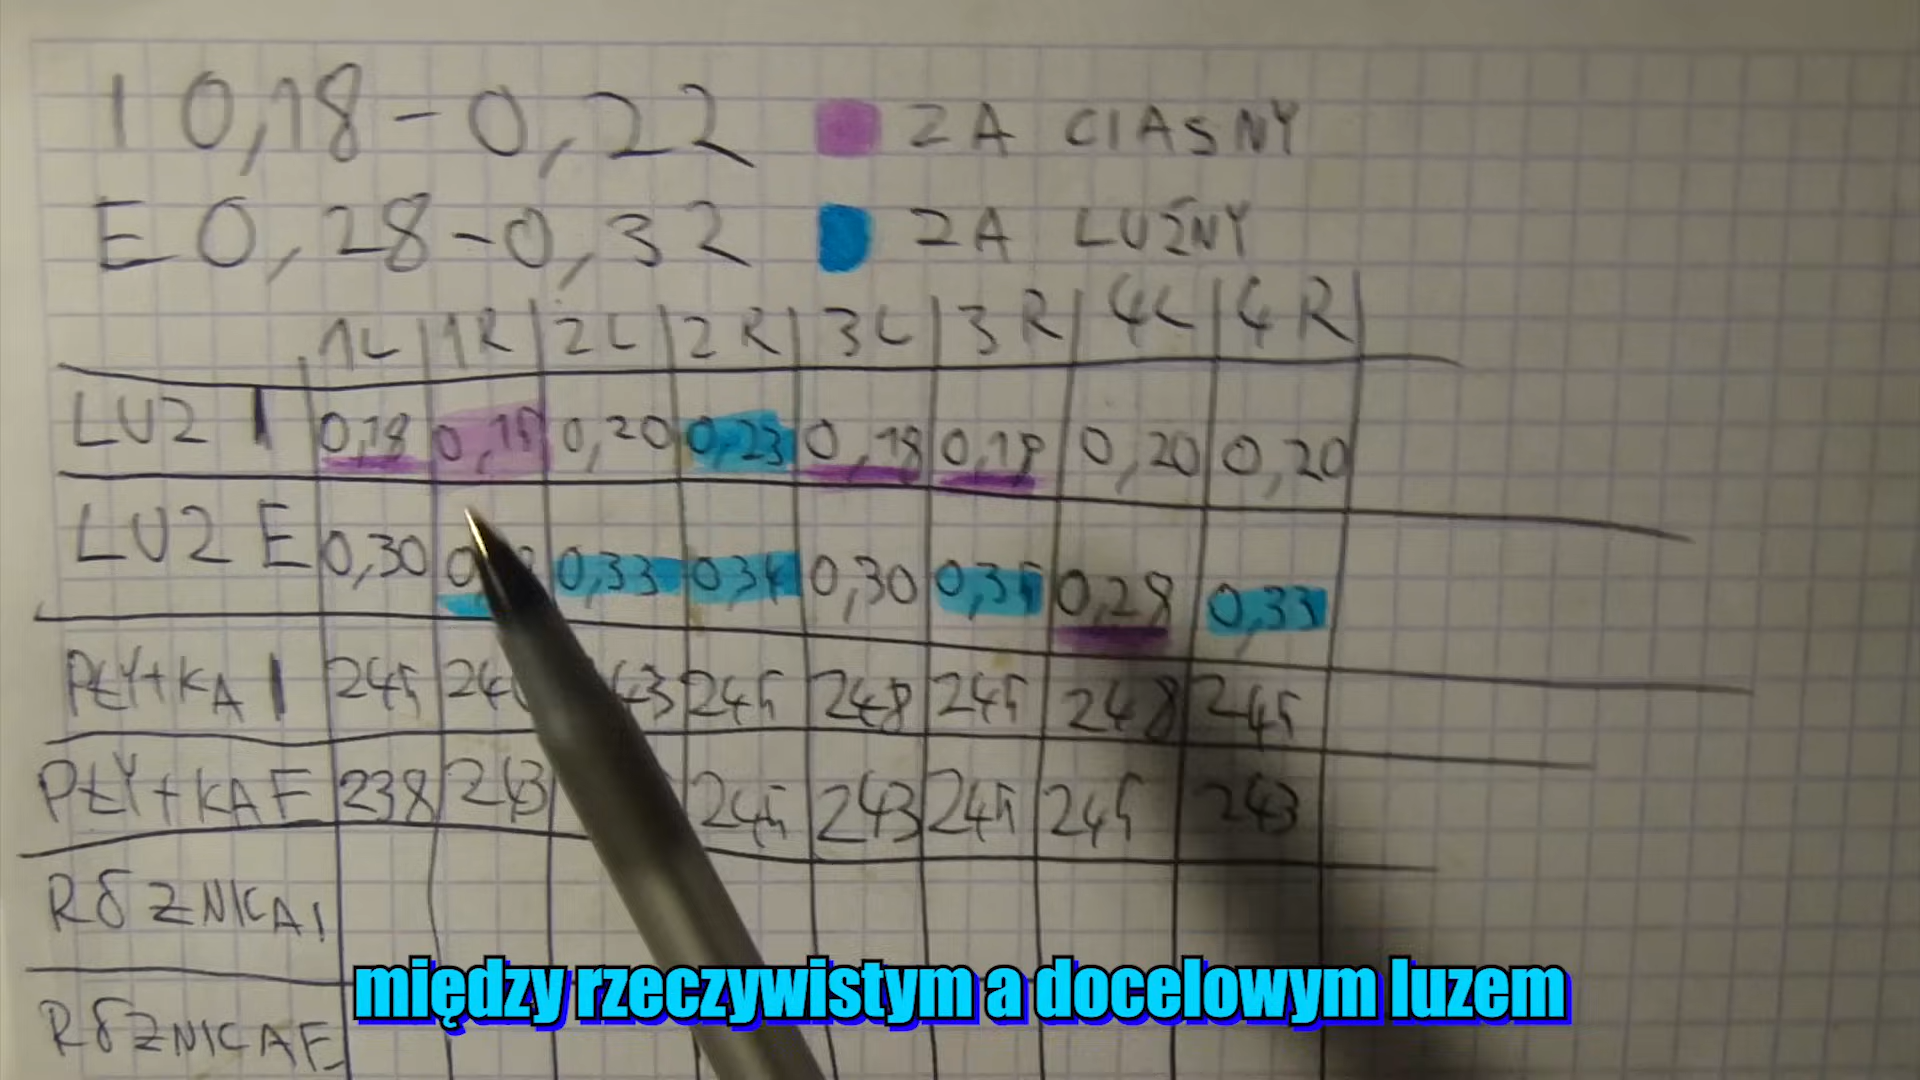 I 0,18-0,22 ZA CIASNY
E 0,28-0,32 ZA LUŹNY
1L 1R 2L 2R 3L 3R 4L 4R
LUZ I 0,18 0,15 0,20 0,23 0,18 0,18 0,20 0,20
LUZ E 0,30 0,33 0,34 0,30 0,35 0,28 0,33
PŁYTKA I 245 245 248 245 248 245
PŁYTKA E 238 243 245 243 245 245 243
RÓŻNICA I
RÓŻNICA E
między rzeczywistym a docelowym luzem